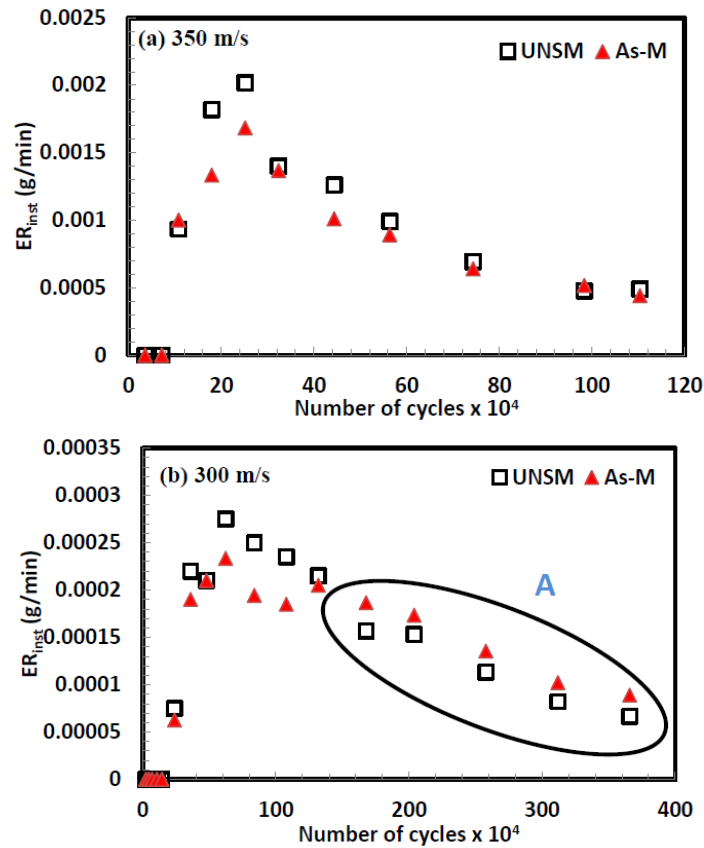 (a) 350 m/s
UNSM As-M
ERinst (g/min)
0.0025
0.002
0.0015
0.001
0.0005
0
0 20 40 60 80 100 120
Number of cycles x 10⁴
(b) 300 m/s
UNSM As-M
A
ERinst (g/min)
0.00035
0.0003
0.00025
0.0002
0.00015
0.0001
0.00005
0
0 100 200 300 400
Number of cycles x 10⁴